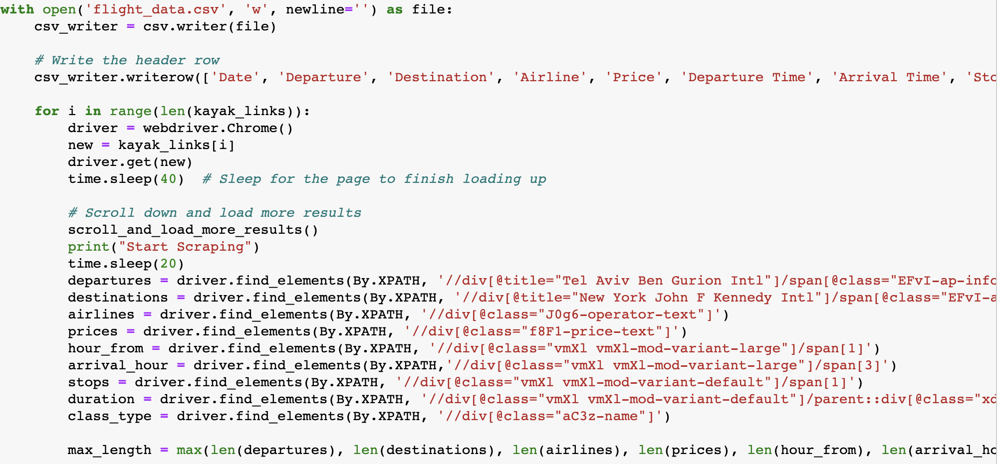 with open('flight_data.csv', 'w', newline='') as file:
    csv_writer = csv.writer(file)

    # Write the header row
    csv_writer.writerow(['Date', 'Departure', 'Destination', 'Airline', 'Price', 'Departure Time', 'Arrival Time', 'Sto

    for i in range(len(kayak_links)):
        driver = webdriver.Chrome()
        new = kayak_links[i]
        driver.get(new)
        time.sleep(40)  # Sleep for the page to finish loading up

        # Scroll down and load more results
        scroll_and_load_more_results()
        print("Start Scraping")
        time.sleep(20)
        departures = driver.find_elements(By.XPATH, '//div[@title="Tel Aviv Ben Gurion Intl"]/span[@class="EFvI-ap-info
        destinations = driver.find_elements(By.XPATH, '//div[@title="New York John F Kennedy Intl"]/span[@class="EFvI-a
        airlines = driver.find_elements(By.XPATH, '//div[@class="J0g6-operator-text"]')
        prices = driver.find_elements(By.XPATH, '//div[@class="f8F1-price-text"]')
        hour_from = driver.find_elements(By.XPATH, '//div[@class="vmXl vmXl-mod-variant-large"]/span[1]')
        arrival_hour = driver.find_elements(By.XPATH,'//div[@class="vmXl vmXl-mod-variant-large"]/span[3]')
        stops = driver.find_elements(By.XPATH, '//div[@class="vmXl vmXl-mod-variant-default"]/span[1]')
        duration = driver.find_elements(By.XPATH, '//div[@class="vmXl vmXl-mod-variant-default"]/parent::div[@class="xd
        class_type = driver.find_elements(By.XPATH, '//div[@class="aC3z-name"]')

        max_length = max(len(departures), len(destinations), len(airlines), len(prices), len(hour_from), len(arrival_ho